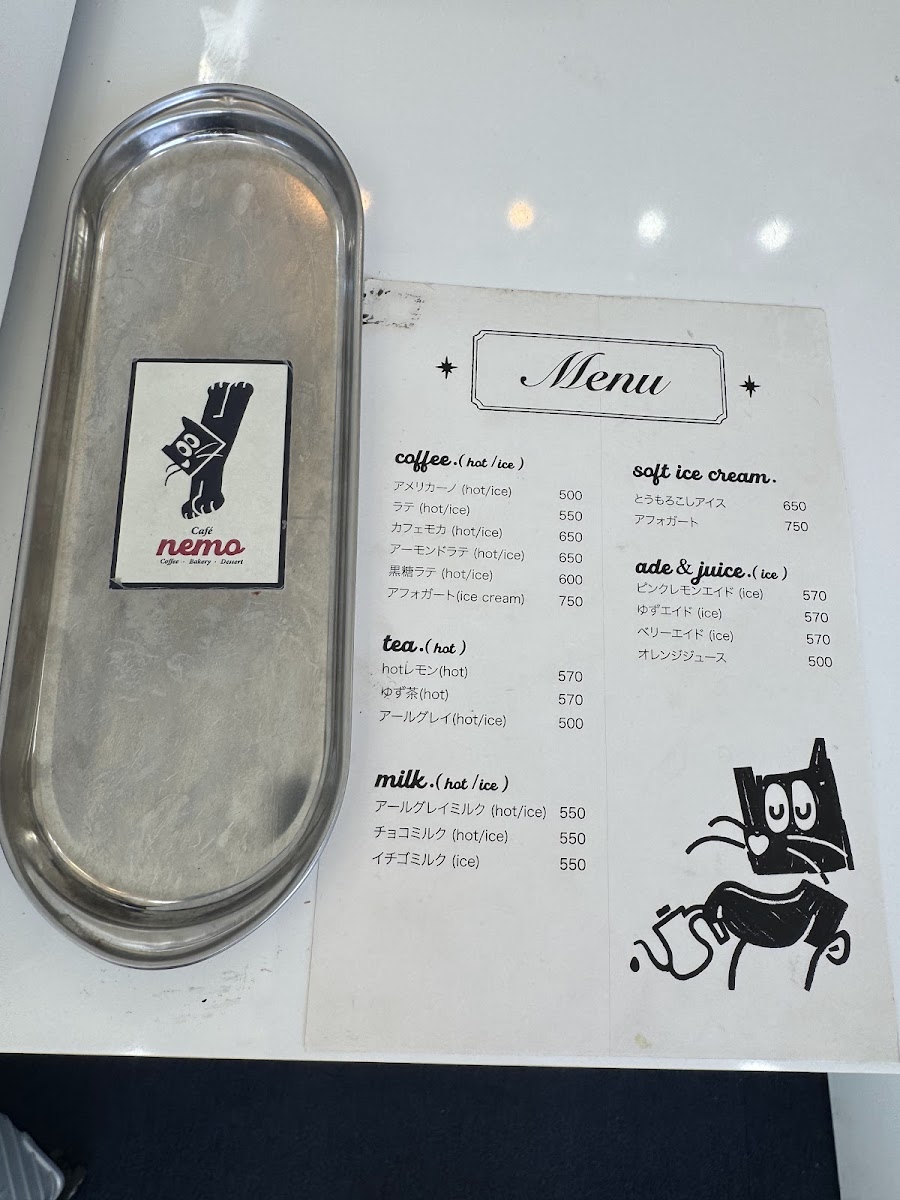 Café
nemo
Coffee · Bakery · Dessert
Menu
coffee.(hot/ice)
アメリカーノ (hot/ice) 500
ラテ (hot/ice) 550
カフェモカ (hot/ice) 650
アーモンドラテ (hot/ice) 650
黒糖ラテ (hot/ice) 600
アフォガート(ice cream) 750
tea.(hot)
hotレモン(hot) 570
ゆず茶(hot) 570
アールグレイ(hot/ice) 500
milk.(hot/ice)
アールグレイミルク (hot/ice) 550
チョコミルク (hot/ice) 550
イチゴミルク (ice) 550
soft ice cream.
とうもろこしアイス 650
アフォガート 750
ade & juice.(ice)
ピンクレモンエイド (ice) 570
ゆずエイド (ice) 570
ベリーエイド (ice) 570
オレンジジュース 500